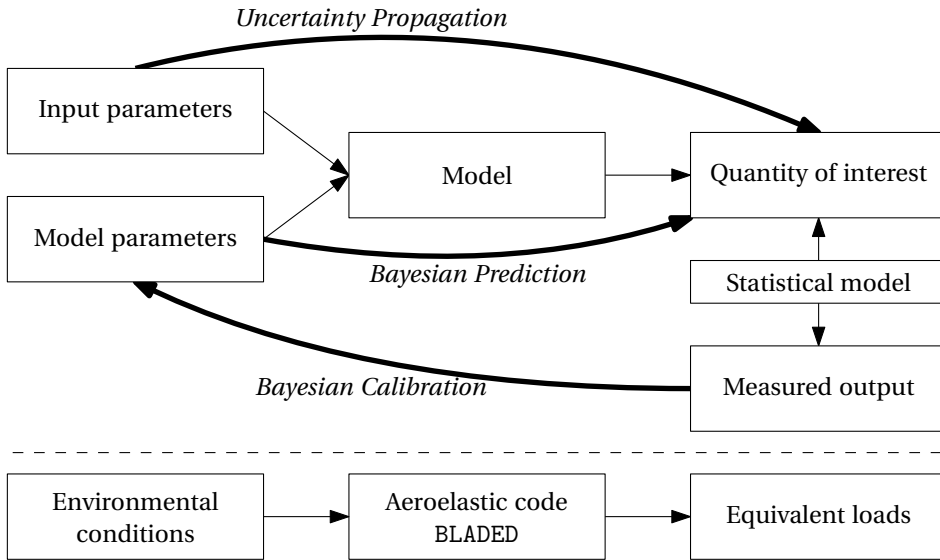 Uncertainty Propagation
Input parameters
Model
Quantity of interest
Model parameters
Bayesian Prediction
Statistical model
Bayesian Calibration
Measured output
Environmental
conditions
Aeroelastic code
BLADED
Equivalent loads